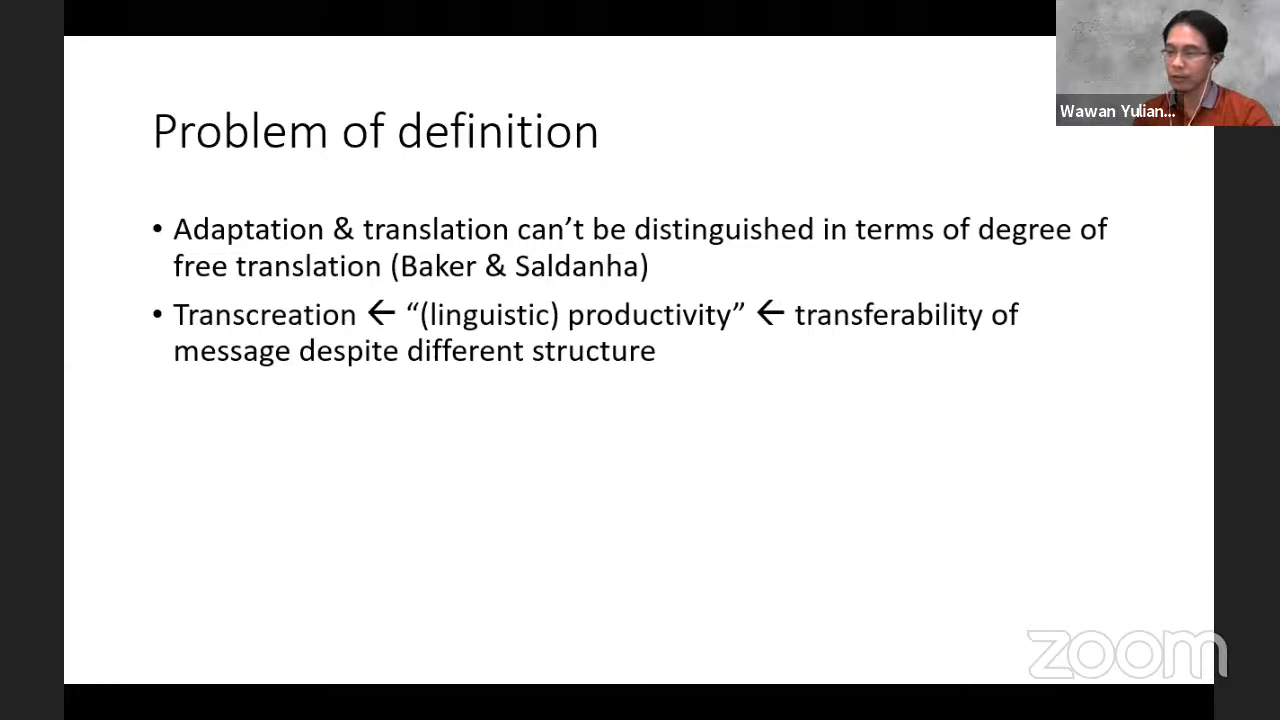 Problem of definition
• Adaptation & translation can’t be distinguished in terms of degree of
free translation (Baker & Saldanha)
• Transcreation ← “(linguistic) productivity” ← transferability of
message despite different structure
Wawan Yulian...
zoom